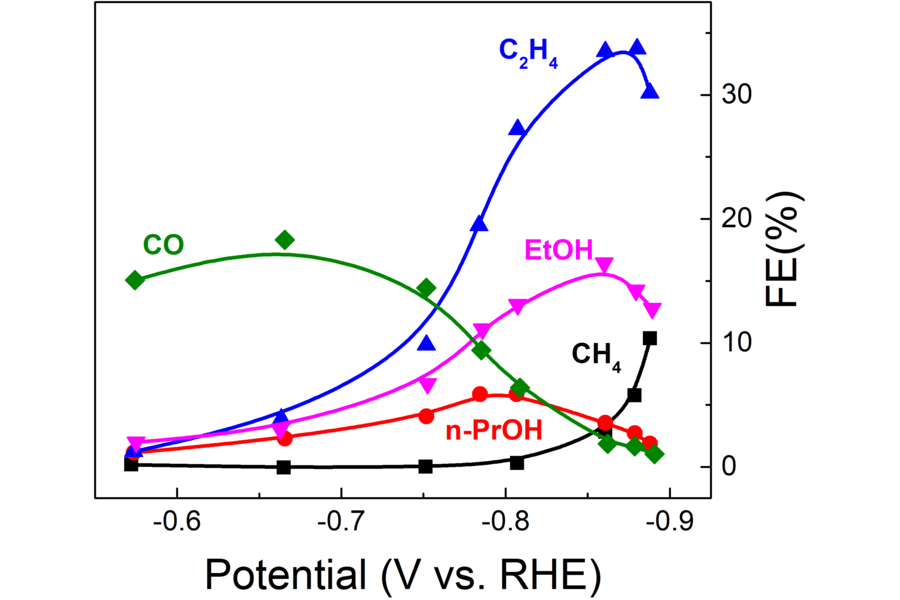 C₂H₄
30
CO
20
EtOH
FE(%)
CH₄
10
n-PrOH
0
-0.6 -0.7 -0.8 -0.9
Potential (V vs. RHE)